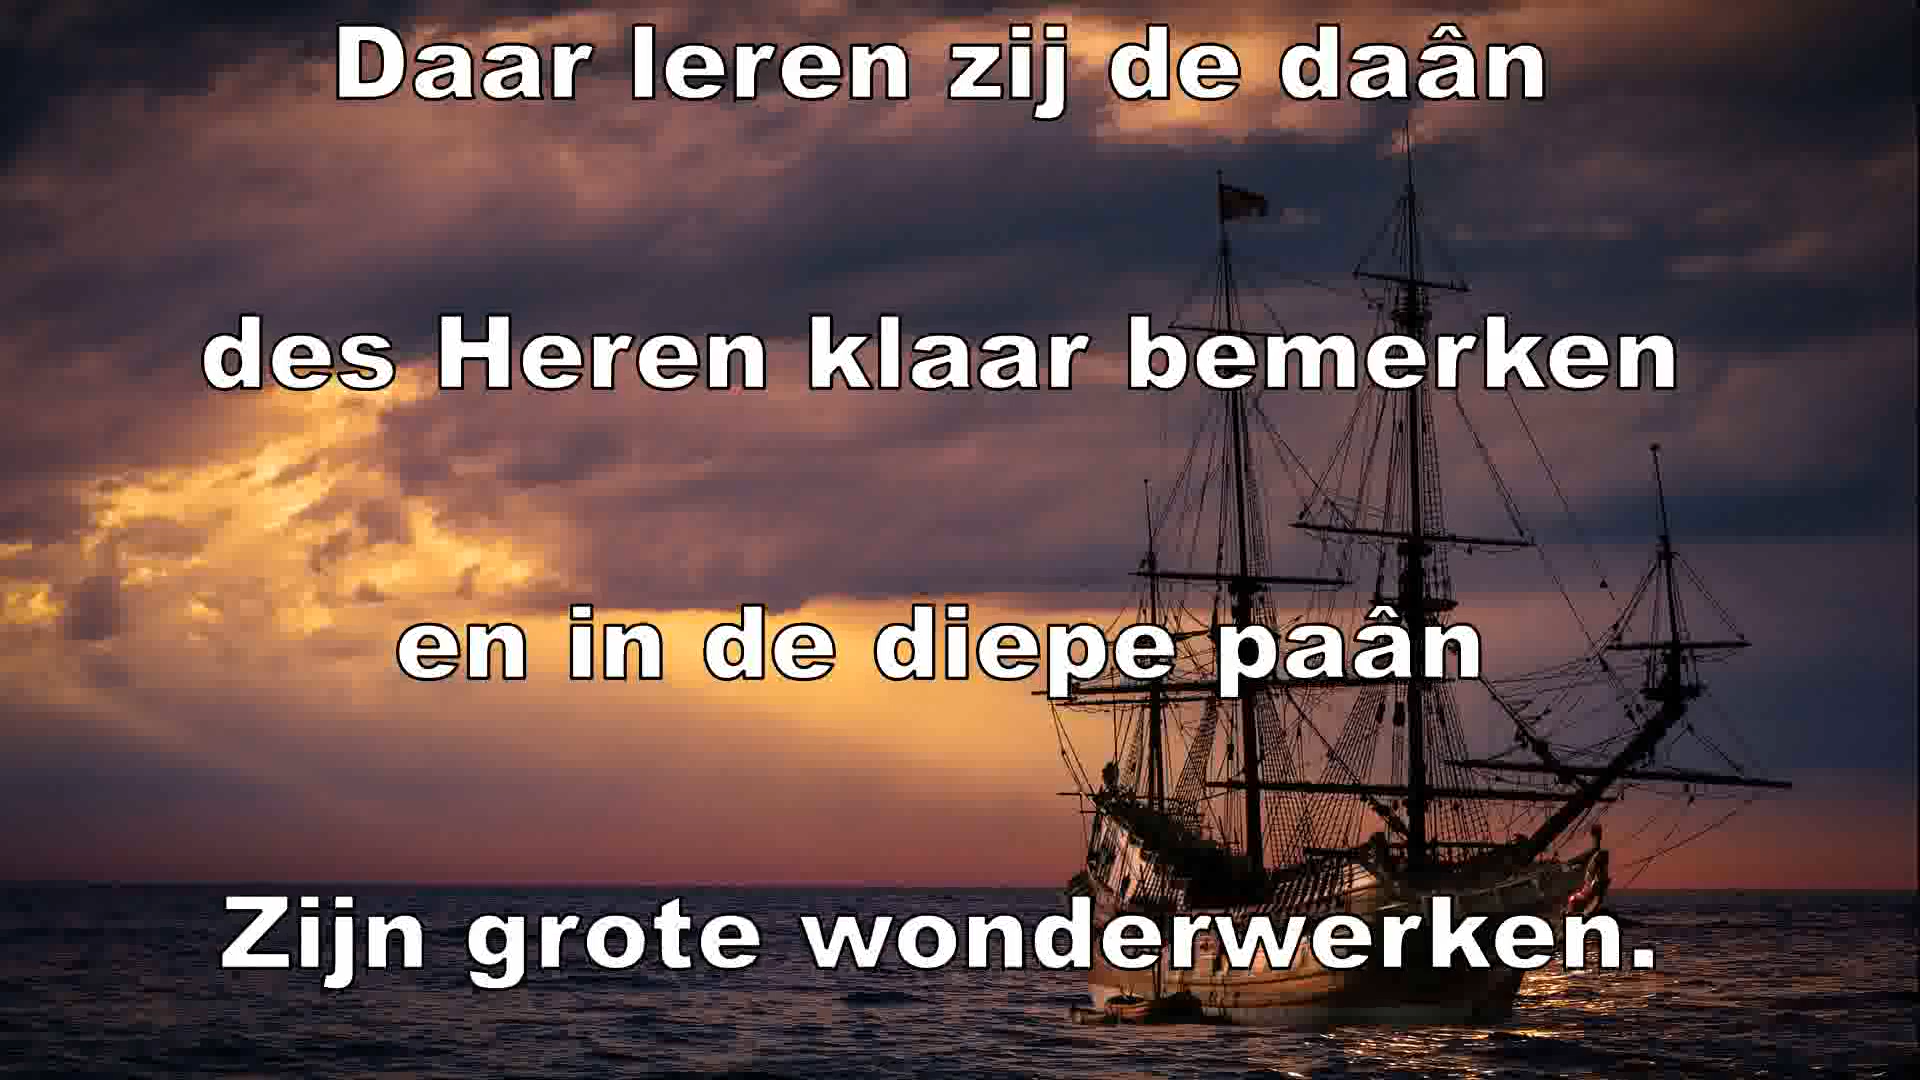 Daar leren zij de daân
des Heren klaar bemerken
en in de diepe paân
Zijn grote wonderwerken.